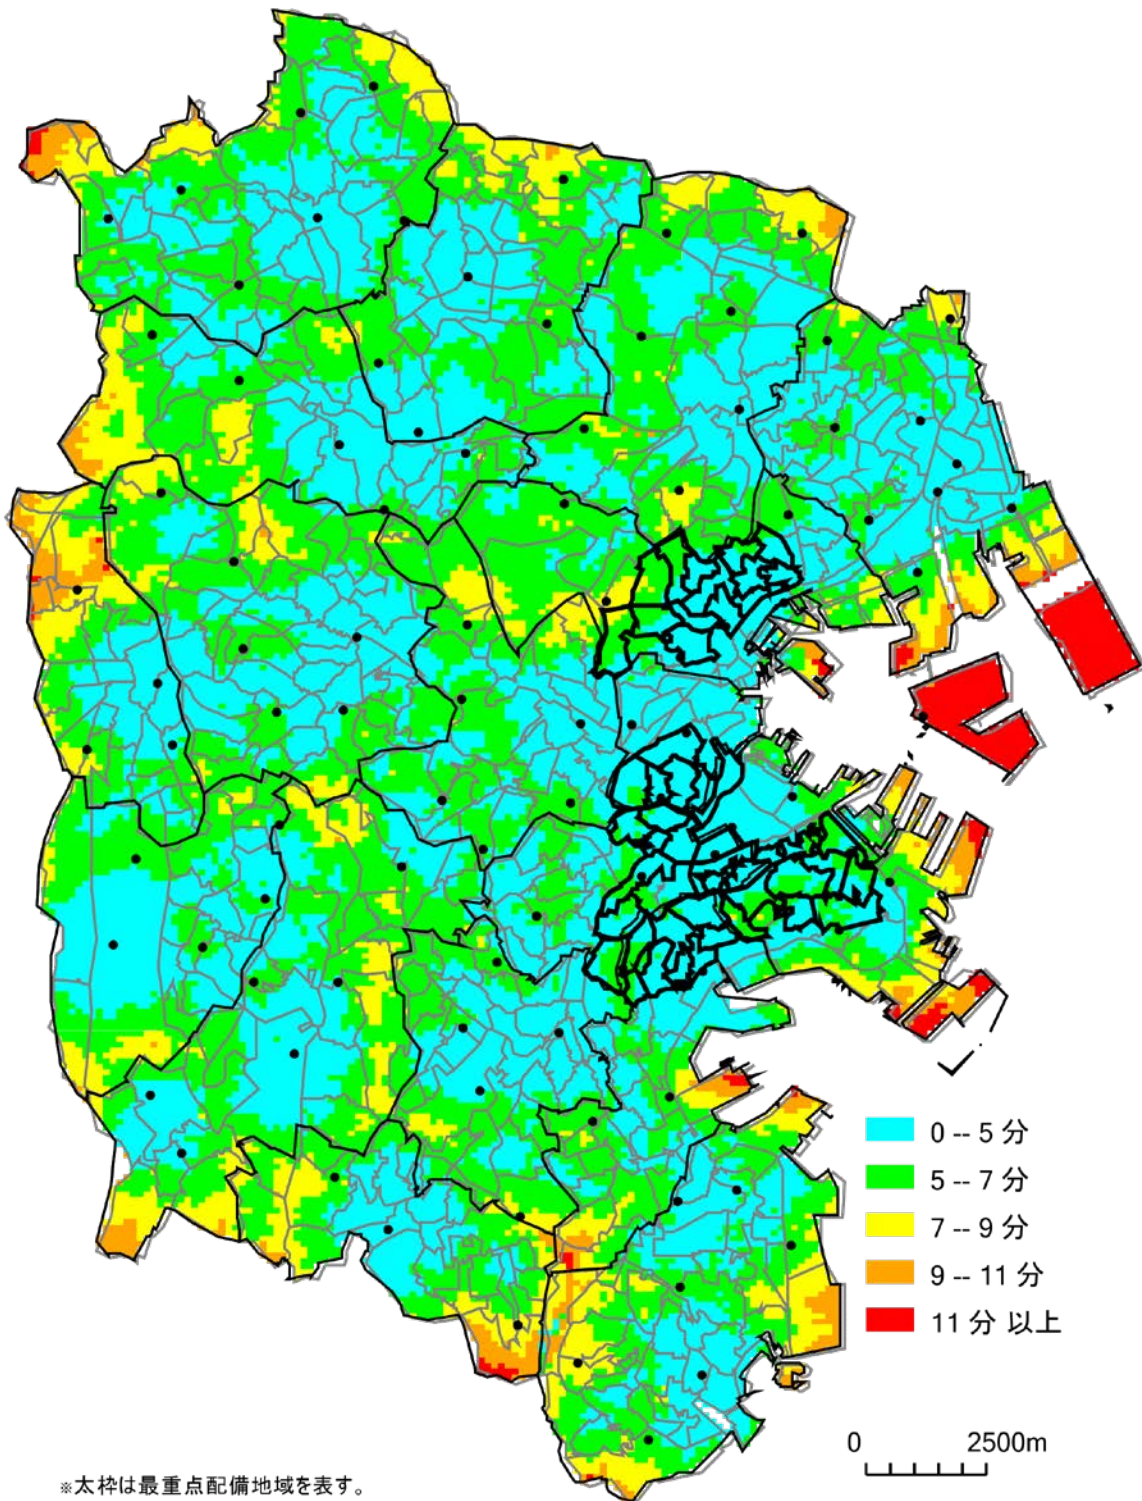 0 -- 5 分
5 -- 7 分
7 -- 9 分
9 -- 11 分
11 分 以上
0 2500m
※太枠は最重点配備地域を表す。